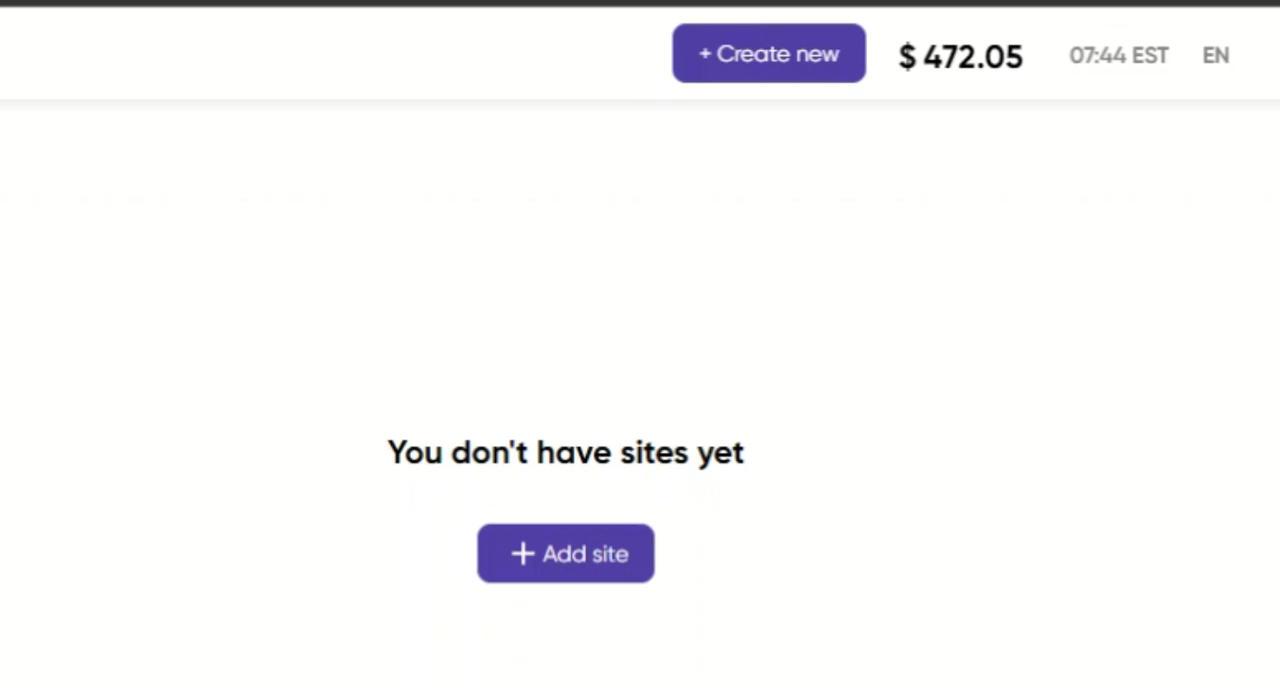 + Create new $ 472.05 07:44 EST EN
You don't have sites yet
+ Add site